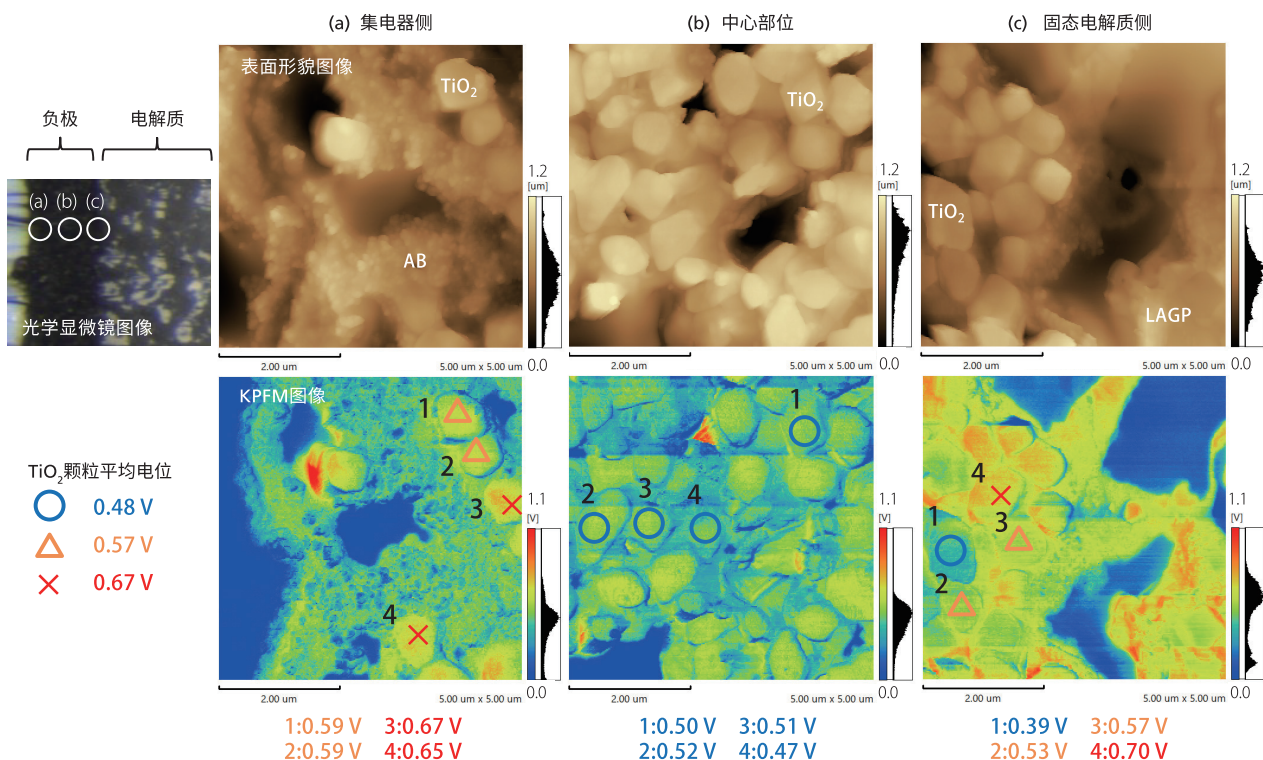 (a) 集电器侧
(b) 中心部位
(c) 固态电解质侧
表面形貌图像
TiO₂
AB
TiO₂
TiO₂
LAGP
负极
电解质
(a) (b) (c)
光学显微镜图像
1.2
[um]
0.0
1.2
[um]
0.0
1.2
[um]
0.0
2.00 um
5.00 um x 5.00 um
2.00 um
5.00 um x 5.00 um
2.00 um
5.00 um x 5.00 um
KPFM图像
1
2
3
4
1
2
3
4
4
3
1
2
TiO₂颗粒平均电位
0.48 V
0.57 V
0.67 V
1.1
[V]
0.0
1.1
[V]
0.0
1.1
[V]
0.0
2.00 um
5.00 um x 5.00 um
2.00 um
5.00 um x 5.00 um
2.00 um
5.00 um x 5.00 um
1:0.59 V 3:0.67 V
2:0.59 V 4:0.65 V
1:0.50 V 3:0.51 V
2:0.52 V 4:0.47 V
1:0.39 V 3:0.57 V
2:0.53 V 4:0.70 V